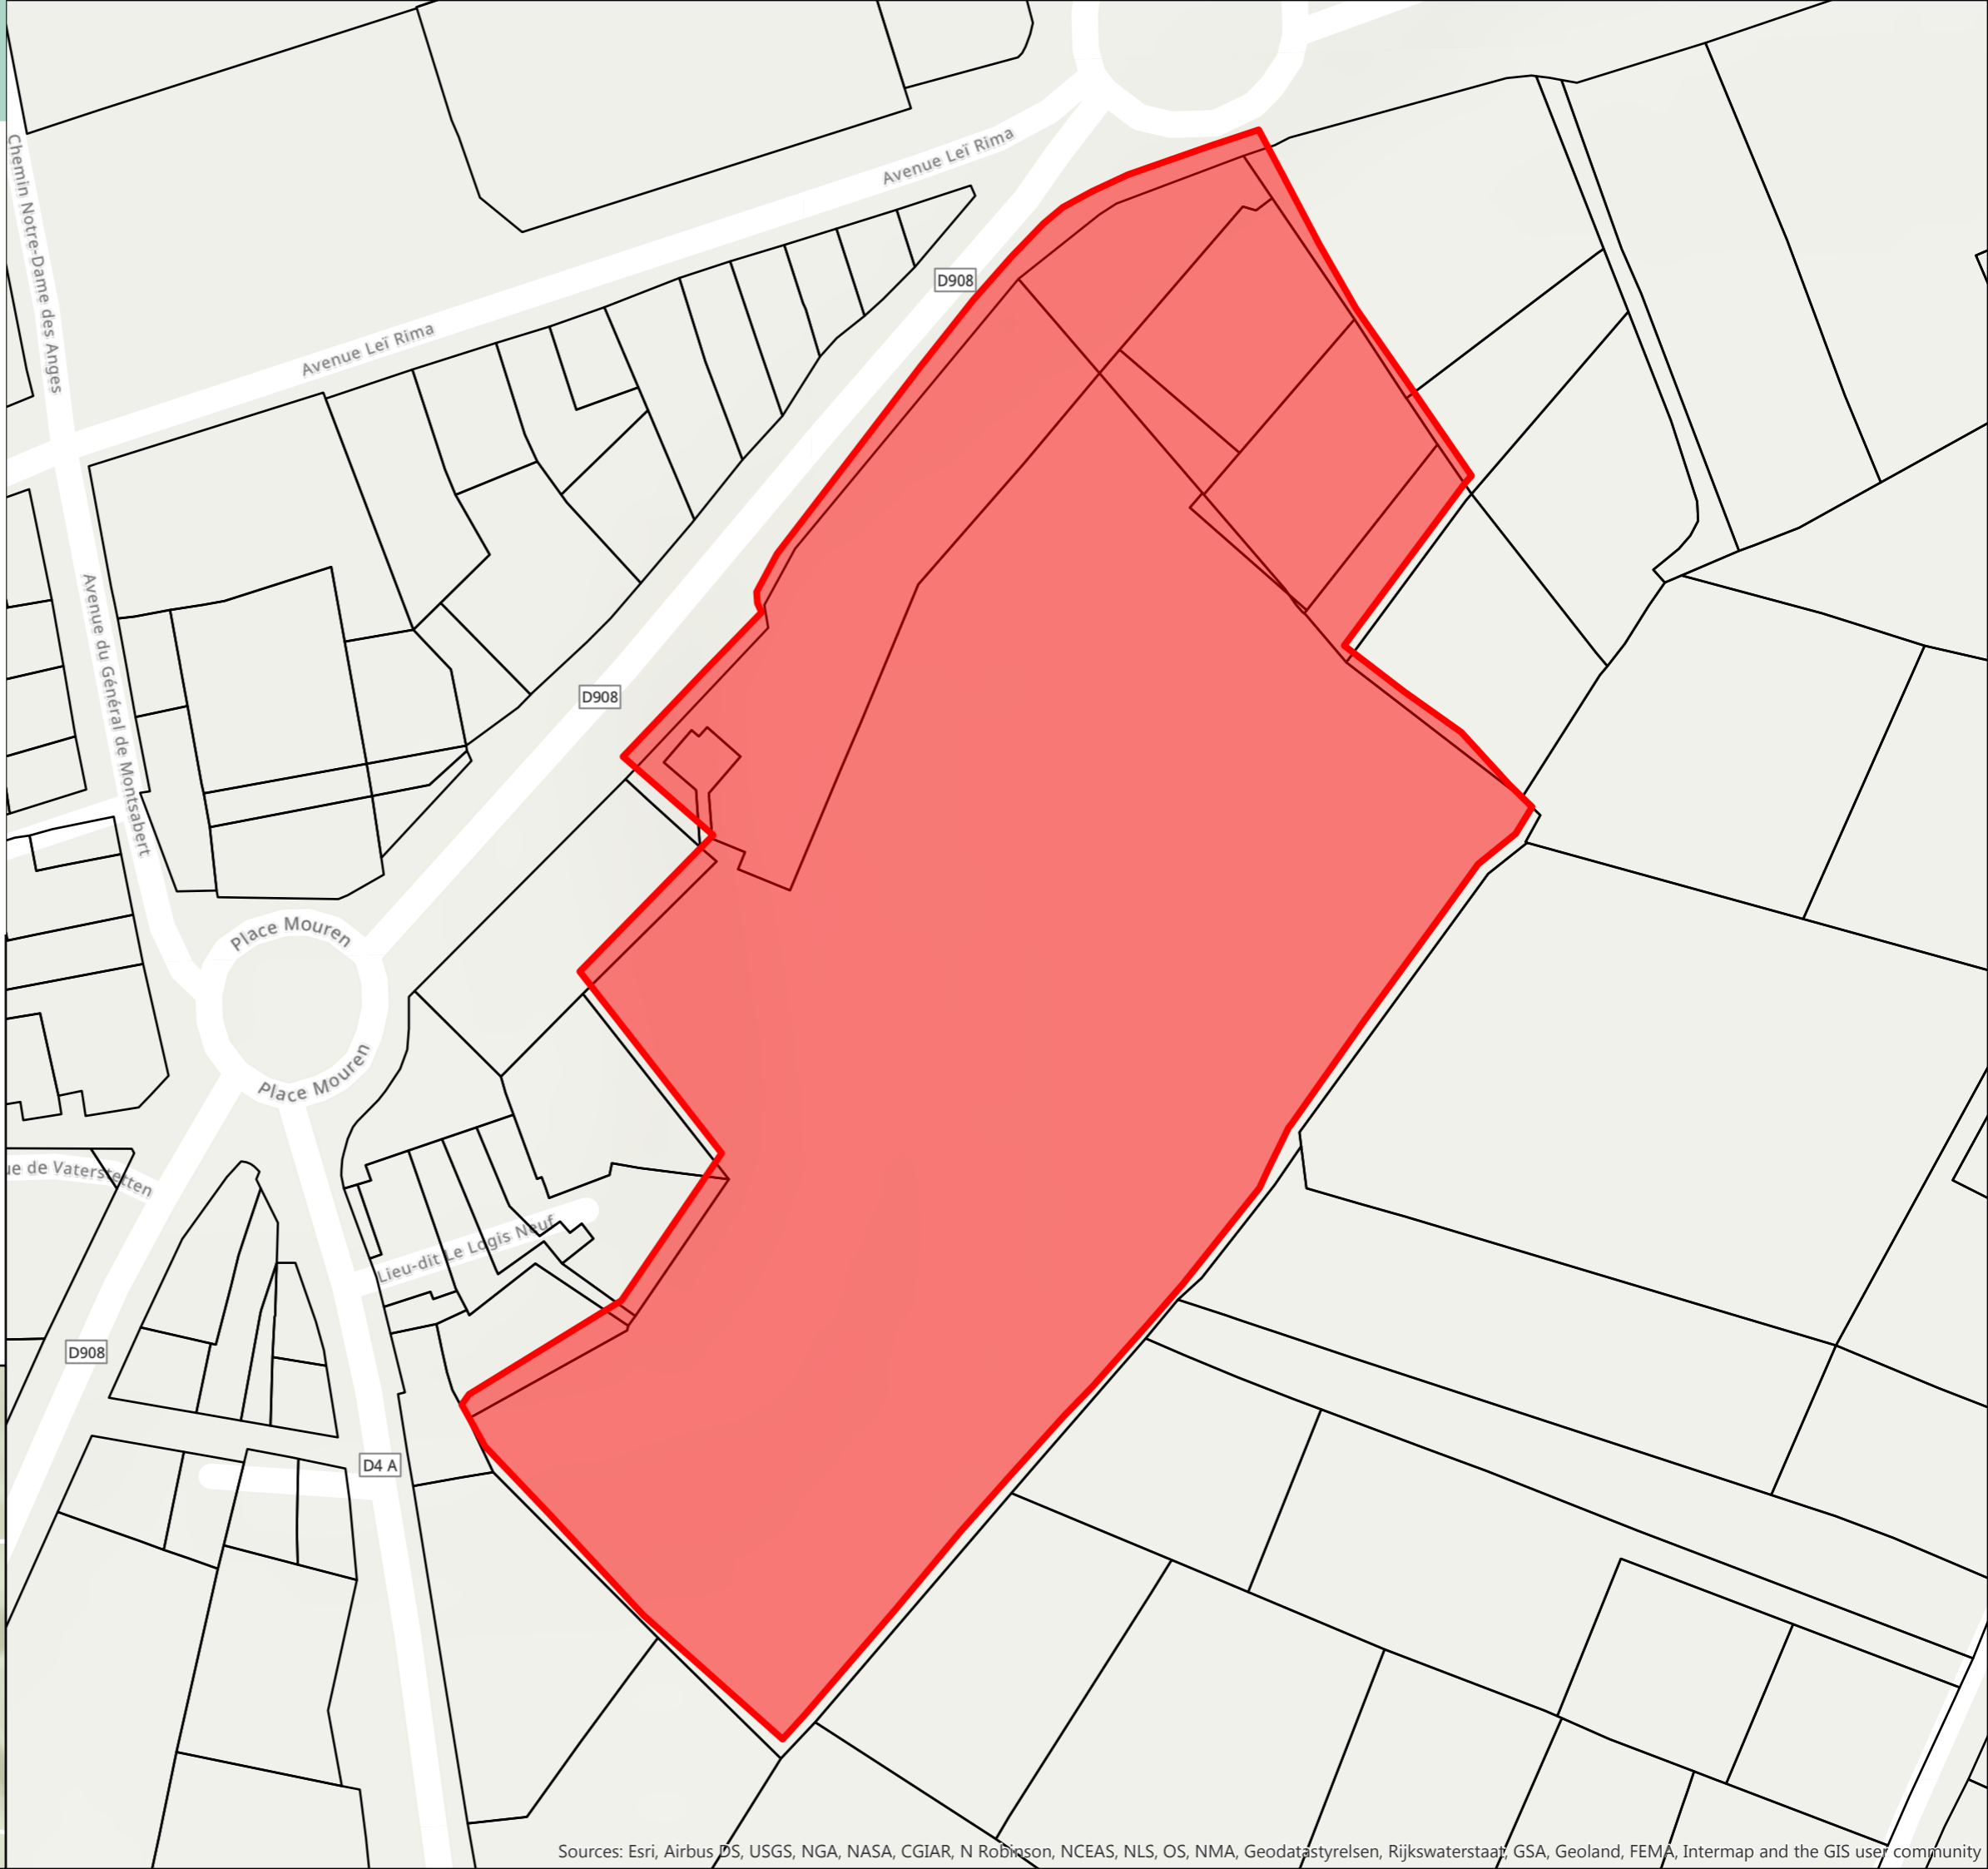 Avenue Leï Rima
Chemin Notre-Dame des Anges
D908
Avenue Leï Rima
Avenue du Général de Montsabert
D908
Place Mouren
Place Mouren
ue de Vaterstetten
Lieu-dit Le Logis Neuf
D908
D4 A
Sources: Esri, Airbus DS, USGS, NGA, NASA, CGIAR, N Robinson, NCEAS, NLS, OS, NMA, Geodatastyrelsen, Rijkswaterstaat, GSA, Geoland, FEMA, Intermap and the GIS user community